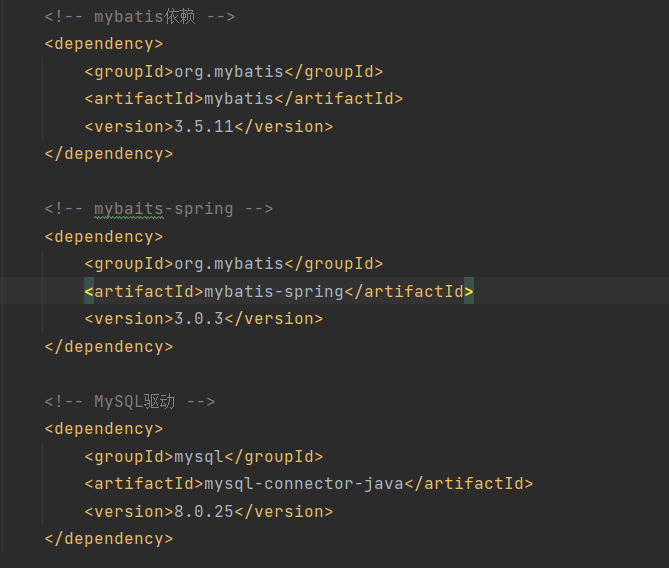 <!-- mybatis依赖 -->
<dependency>
<groupId>org.mybatis</groupId>
<artifactId>mybatis</artifactId>
<version>3.5.11</version>
</dependency>
<!-- mybaits-spring -->
<dependency>
<groupId>org.mybatis</groupId>
<artifactId>mybatis-spring</artifactId>
<version>3.0.3</version>
</dependency>
<!-- MySQL驱动 -->
<dependency>
<groupId>mysql</groupId>
<artifactId>mysql-connector-java</artifactId>
<version>8.0.25</version>
</dependency>